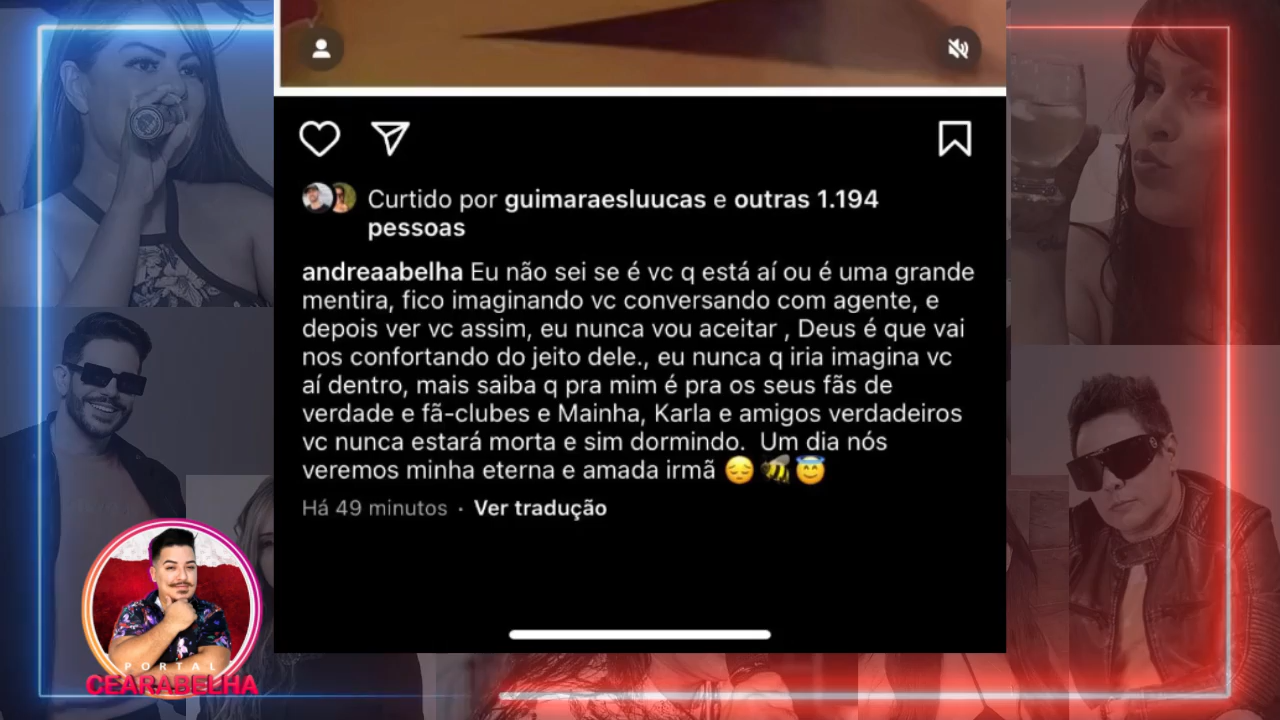 Curtido por guimaraesluucas e outras 1.194
pessoas
andreaabelha Eu não sei se é vc q está aí ou é uma grande
mentira, fico imaginando vc conversando com agente, e
depois ver vc assim, eu nunca vou aceitar , Deus é que vai
nos confortando do jeito dele., eu nunca q iria imagina vc
aí dentro, mais saiba q pra mim é pra os seus fãs de
verdade e fã-clubes e Mainha, Karla e amigos verdadeiros
vc nunca estará morta e sim dormindo.  Um dia nós
veremos minha eterna e amada irmã 😔 🐝😇
Há 49 minutos · Ver tradução
PORTAL
CEARABELHA